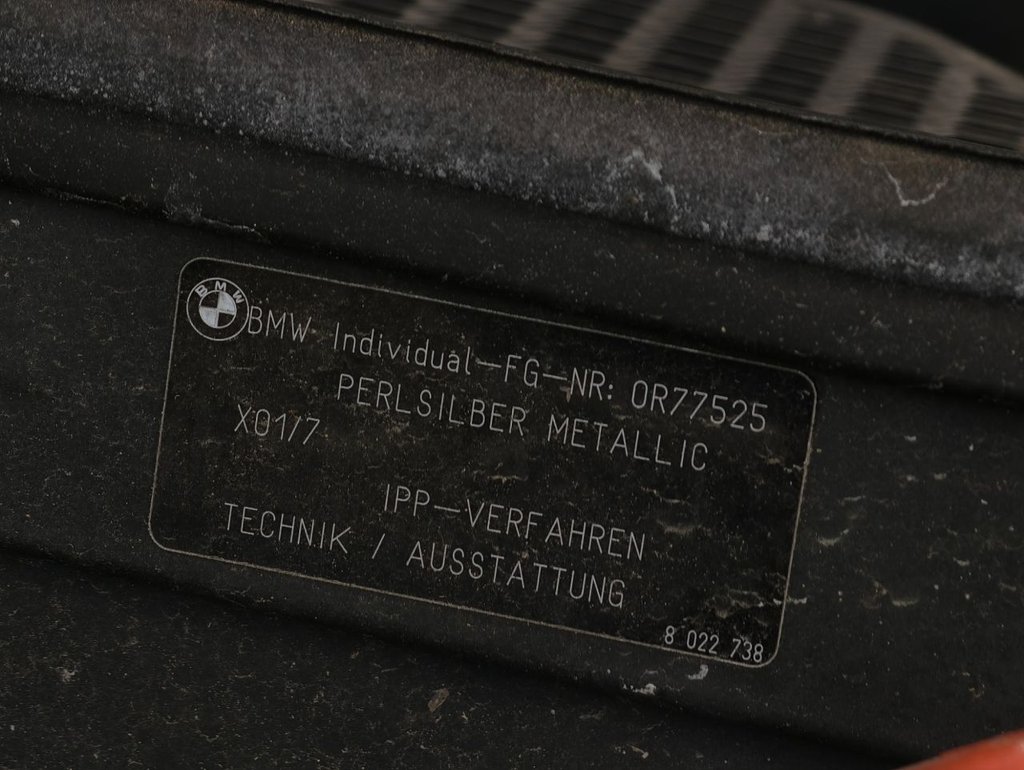 BMW
BMW Individual-FG-NR: 0R77525
PERLSILBER METALLIC
X01/7
IPP-VERFAHREN
TECHNIK / AUSSTATTUNG
8 022 738